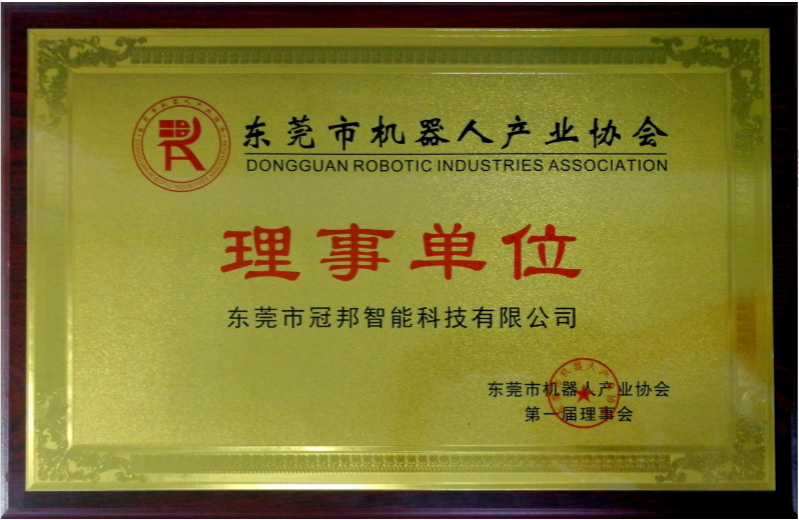 东莞市机器人产业协会
DONGGUAN ROBOTIC INDUSTRIES ASSOCIATION
理事单位
东莞市冠邦智能科技有限公司
东莞市机器人产业协会
第一届理事会